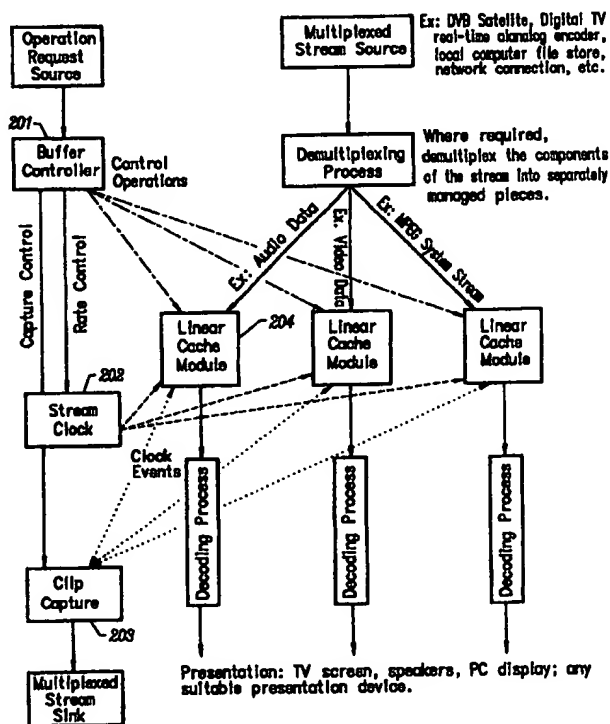 Operation
Request
Source
Multiplexed
Stream Source
Ex: DVB Satelite, Digital TV
real-time akanalog encoder,
local computer file store,
network connection, etc.
201
Buffer
Controller
Control
Operations
Demultiplexing
Process
Where required,
demultiplex the components
of the stream into separately
managed pieces.
Capture Control
Rate Control
Ex: Audio Data
Ex: Video Data
Ex: MPEG System Stream
Linear
Cache
Module
204
Linear
Cache
Module
Linear
Cache
Module
202
Stream
Clock
Clock
Events
Decoding Process
Decoding Process
Decoding Process
Clip
Capture
203
Multiplexed
Stream
Sink
Presentation: TV screen, speakers, PC display; any
suitable presentation device.